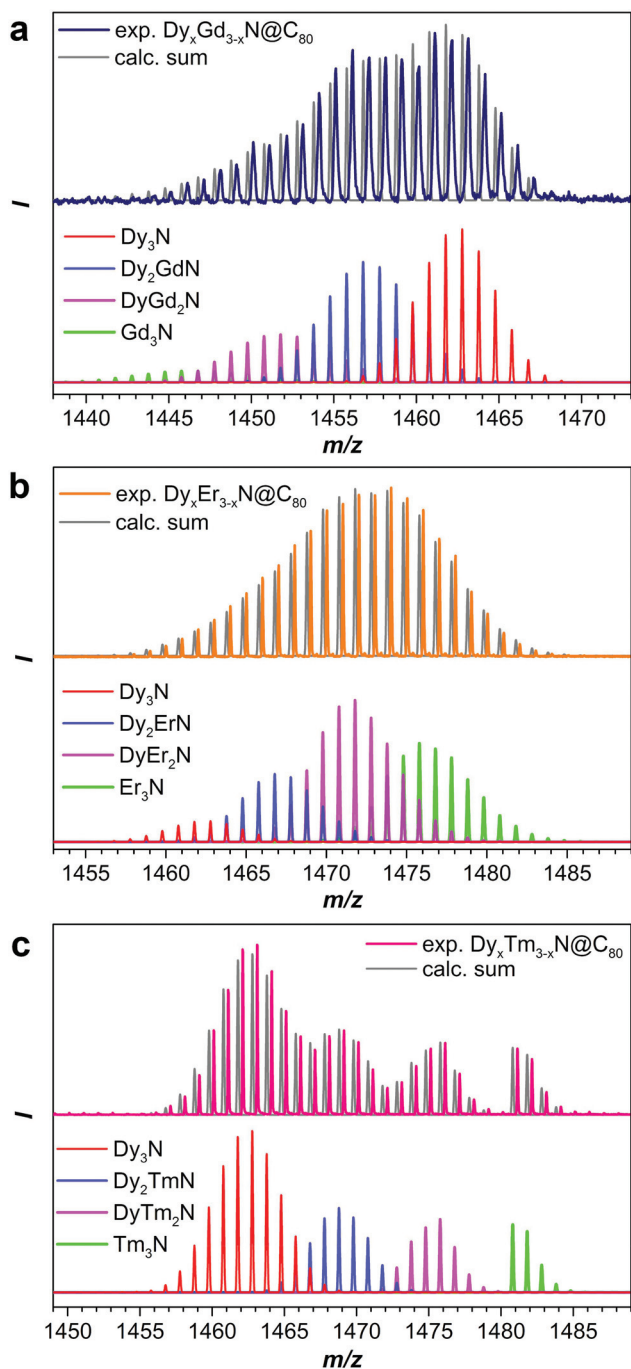 a
exp. DyxGd3-xN@C80
calc. sum
I
Dy3N
Dy2GdN
DyGd2N
Gd3N
1440 1445 1450 1455 1460 1465 1470
m/z
b
exp. DyxEr3-xN@C80
calc. sum
I
Dy3N
Dy2ErN
DyEr2N
Er3N
1455 1460 1465 1470 1475 1480 1485
m/z
c
exp. DyxTm3-xN@C80
calc. sum
I
Dy3N
Dy2TmN
DyTm2N
Tm3N
1450 1455 1460 1465 1470 1475 1480 1485
m/z